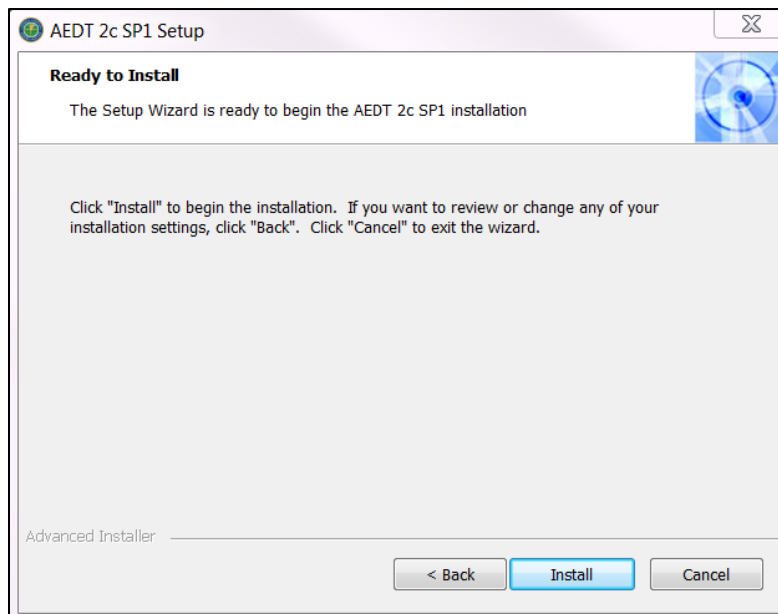 AEDT 2c SP1 Setup
Ready to Install
The Setup Wizard is ready to begin the AEDT 2c SP1 installation
Click "Install" to begin the installation.  If you want to review or change any of your
installation settings, click "Back".  Click "Cancel" to exit the wizard.
Advanced Installer
< Back Install Cancel